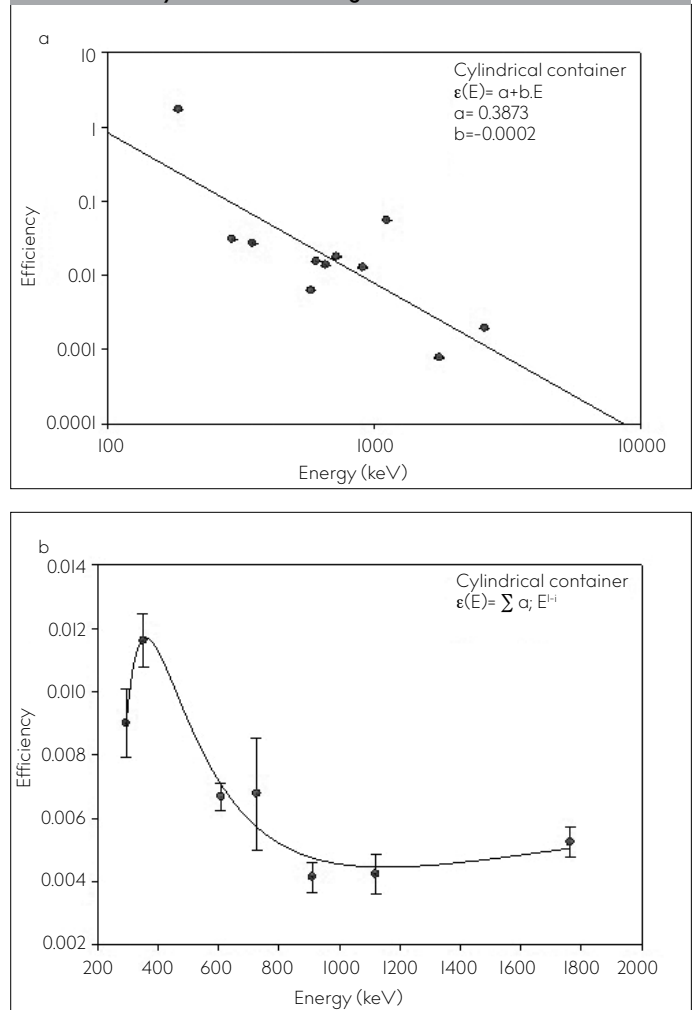 a
10
Cylindrical container
ε(E)= a+b.E
a= 0.3873
b=-0.0002
1
0.1
0.01
0.001
0.0001
Efficiency
100
1000
10000
Energy (keV)
b
0.014
Cylindrical container
ε(E)= ∑ a; E^{1-i}
0.012
0.010
0.008
0.006
0.004
0.002
Efficiency
200 400 600 800 1000 1200 1400 1600 1800 2000
Energy (keV)